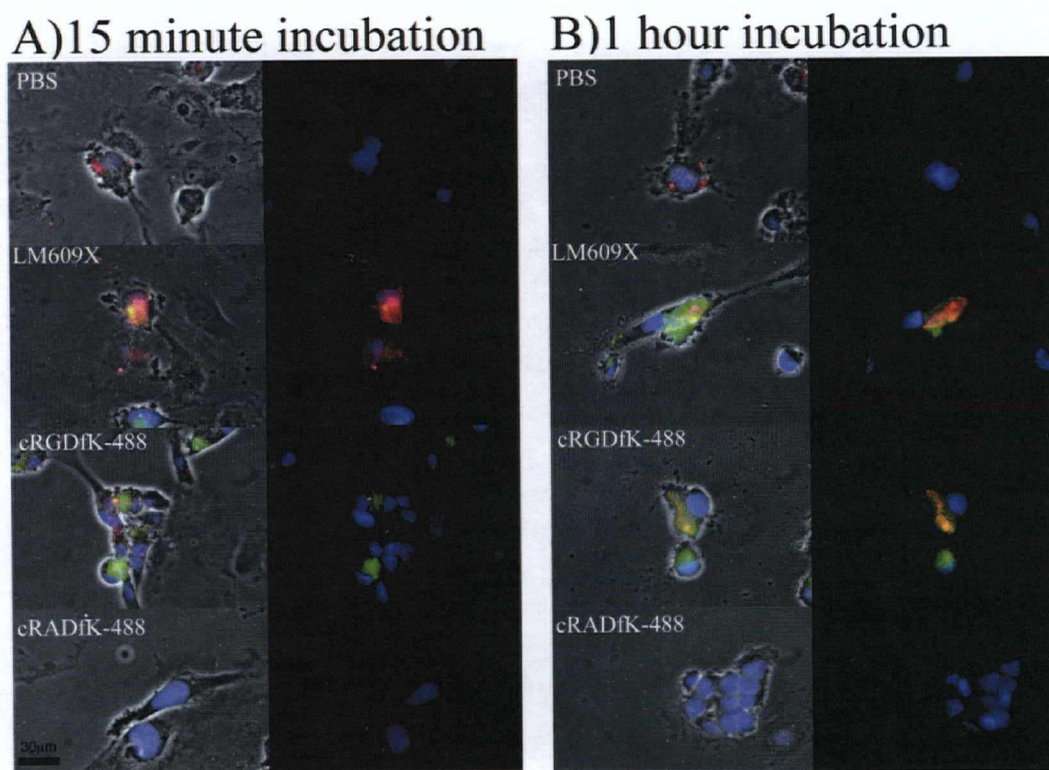 A)15 minute incubation
PBS
LM609X
cRGDfK-488
cRADfK-488
30µm
B)1 hour incubation
PBS
LM609X
cRGDfK-488
cRADfK-488